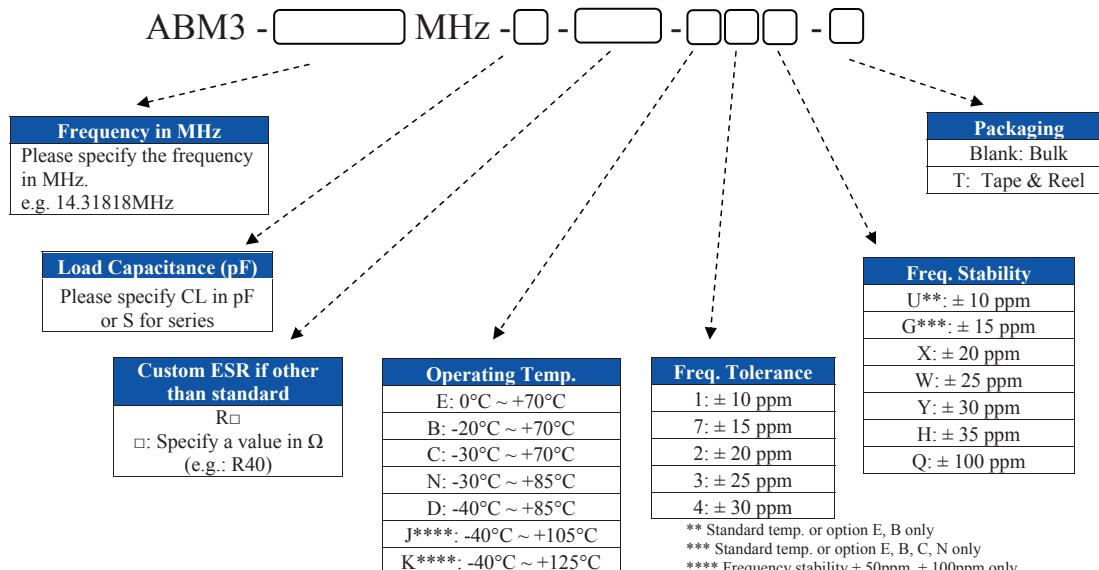 ABM3 - MHz - - - -
Frequency in MHz
Please specify the frequency
in MHz.
e.g. 14.31818MHz
Packaging
Blank: Bulk
T: Tape & Reel
Load Capacitance (pF)
Please specify CL in pF
or S for series
Custom ESR if other
than standard
R□
□: Specify a value in Ω
(e.g.: R40)
Operating Temp.
E: 0°C ~ +70°C
B: -20°C ~ +70°C
C: -30°C ~ +70°C
N: -30°C ~ +85°C
D: -40°C ~ +85°C
J****: -40°C ~ +105°C
K****: -40°C ~ +125°C
Freq. Tolerance
1: ± 10 ppm
7: ± 15 ppm
2: ± 20 ppm
3: ± 25 ppm
4: ± 30 ppm
Freq. Stability
U**: ± 10 ppm
G***: ± 15 ppm
X: ± 20 ppm
W: ± 25 ppm
Y: ± 30 ppm
H: ± 35 ppm
Q: ± 100 ppm
** Standard temp. or option E, B only
*** Standard temp. or option E, B, C, N only
**** Frequency stability ± 50ppm, ± 100ppm only